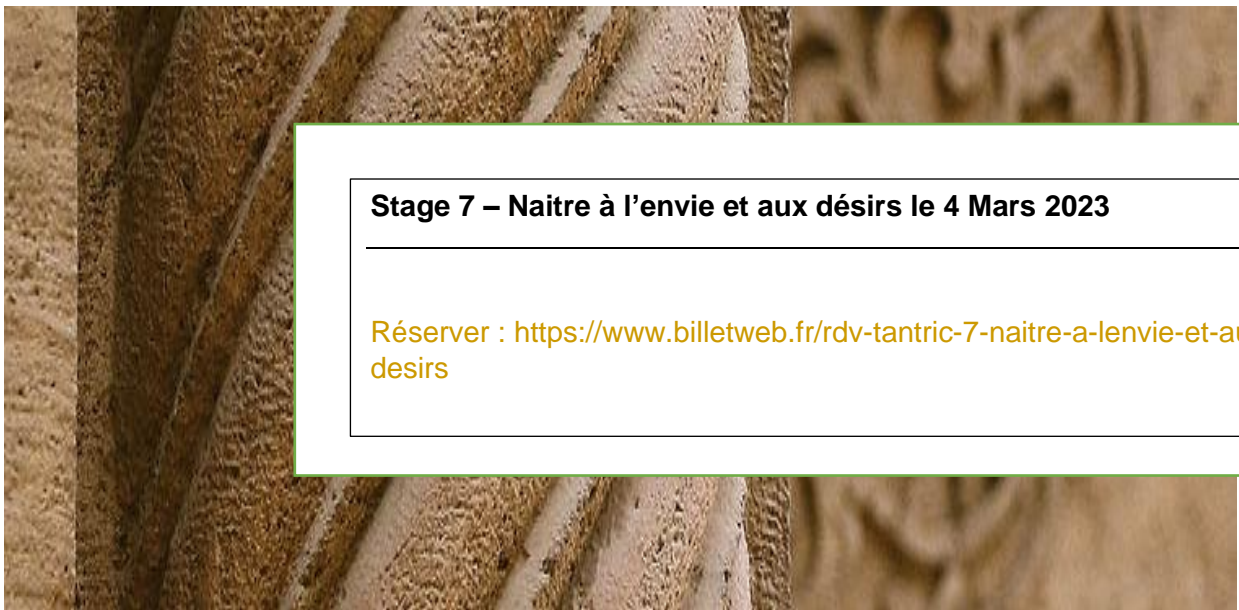 Stage 7 – Naitre à l’envie et aux désirs le 4 Mars 2023
Réserver : https://www.billetweb.fr/rdv-tantric-7-naitre-a-lenvie-et-au
desirs